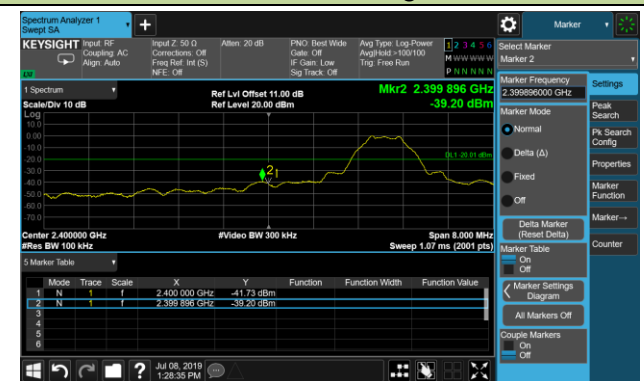 Spectrum Analyzer 1
Swept SA
Marker
KEYSIGHT Input: RF
Coupling: AC
Align: Auto
Input Z: 50 Ω
Corrections: Off
Freq Ref: Int (S)
NFE: Off
Atten: 20 dB
PNO: Best Wide
Gate: Off
IF Gain: Low
Sig Track: Off
Avg Type: Log-Power
Avg|Hold:>100/100
Trig: Free Run
1 2 3 4 5 6
M W W W W W
P N N N N N
Select Marker
Marker 2
1 Spectrum
Scale/Div 10 dB
Log
Ref Lvl Offset 11.00 dB
Ref Level 20.00 dBm
Mkr2 2.399 896 GHz
-39.20 dBm
10.0
0.00
-10.0
-20.0
-30.0
-40.0
-50.0
-60.0
-70.0
DL1 -20.01 dBm
2
1
Center 2.400000 GHz
#Res BW 100 kHz
#Video BW 300 kHz
Span 8.000 MHz
Sweep 1.07 ms (2001 pts)
5 Marker Table
Mode Trace Scale X Y Function Function Width Function Value
1 N 1 f 2.400 000 GHz -41.73 dBm
2 N 1 f 2.399 896 GHz -39.20 dBm
3
4
5
6
Marker Frequency
2.399896000 GHz
Marker Mode
Normal
Delta (Δ)
Fixed
Off
Delta Marker
(Reset Delta)
Marker Table
On
Off
Marker Settings
Diagram
All Markers Off
Couple Markers
On
Off
Settings
Peak
Search
Pk Search
Config
Properties
Marker
Function
Marker→
Counter
?
Jul 08, 2019
1:28:35 PM